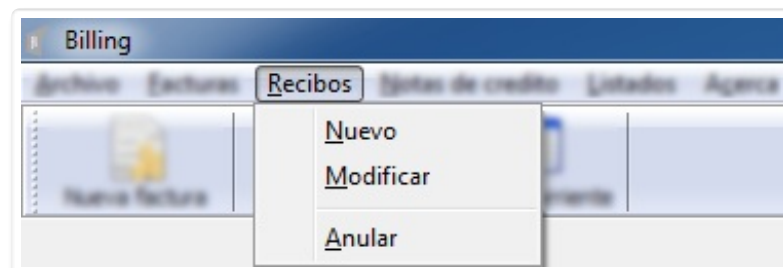 Billing
Archivo Facturas Recibos Notas de credito Listados Acerca
Nuevo
Nueva factura
Modificar
Anular